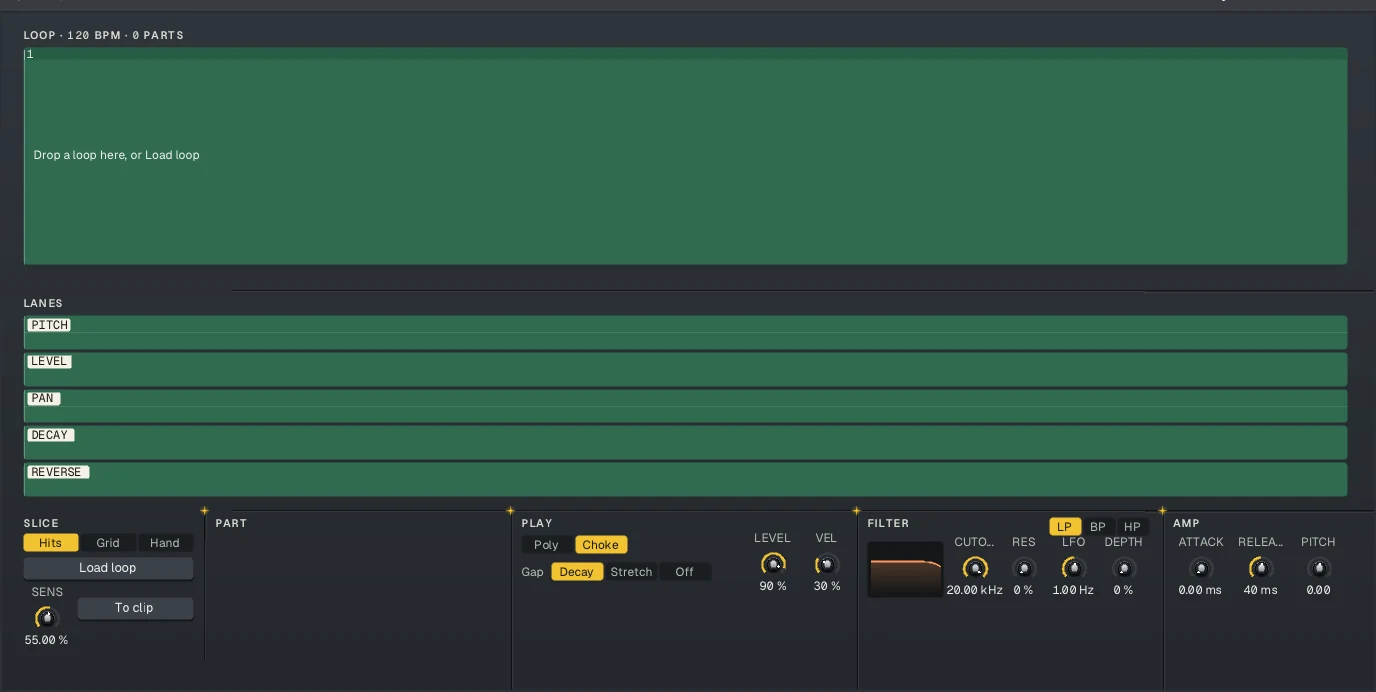 LOOP · 120 BPM · 0 PARTS
1
Drop a loop here, or Load loop
LANES
PITCH
LEVEL
PAN
DECAY
REVERSE
SLICE
Hits Grid Hand
Load loop
SENS
To clip
55.00 %
PART
PLAY
Poly Choke
Gap Decay Stretch Off
LEVEL VEL
90 % 30 %
FILTER
LP BP HP
CUTO... RES LFO DEPTH
20.00 kHz 0 % 1.00 Hz 0 %
AMP
ATTACK RELEA... PITCH
0.00 ms 40 ms 0.00